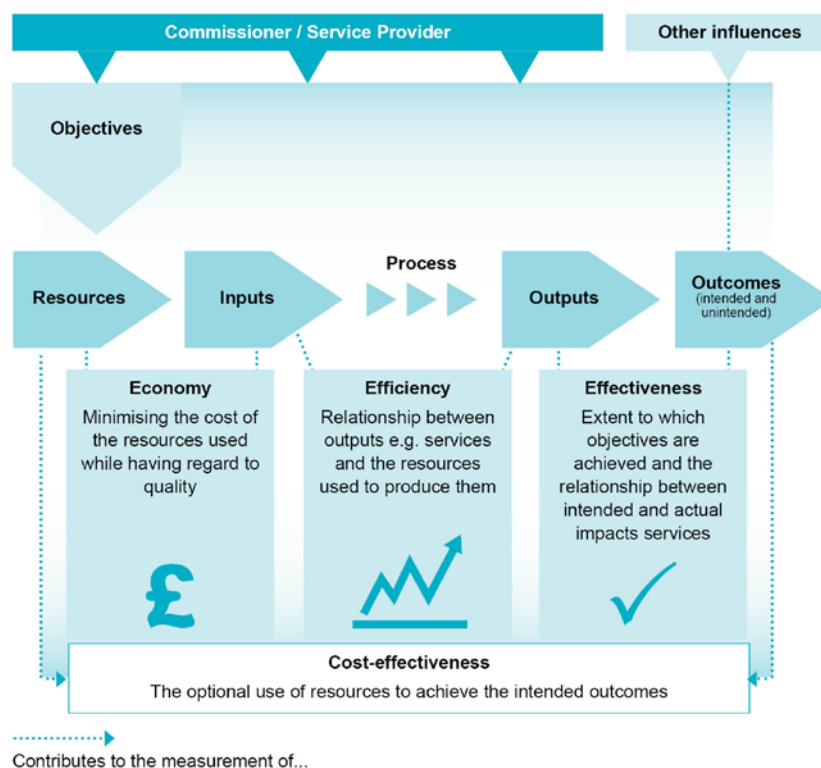 Commissioner / Service Provider
Other influences
Objectives
Resources
Inputs
Process
Outputs
Outcomes
(intended and
unintended)
Economy
Minimising the cost of
the resources used
while having regard to
quality
£
Efficiency
Relationship between
outputs e.g. services
and the resources
used to produce them
Effectiveness
Extent to which
objectives are
achieved and the
relationship between
intended and actual
impacts services
Cost-effectiveness
The optional use of resources to achieve the intended outcomes
Contributes to the measurement of...